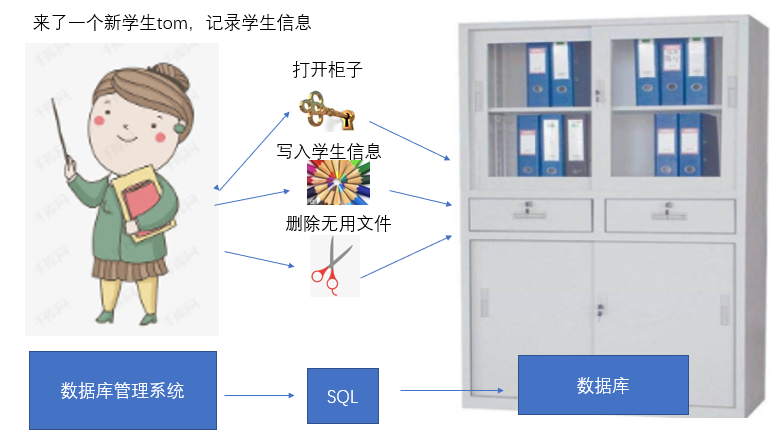 来了一个新学生tom，记录学生信息
打开柜子
写入学生信息
删除无用文件
数据库管理系统
SQL
数据库